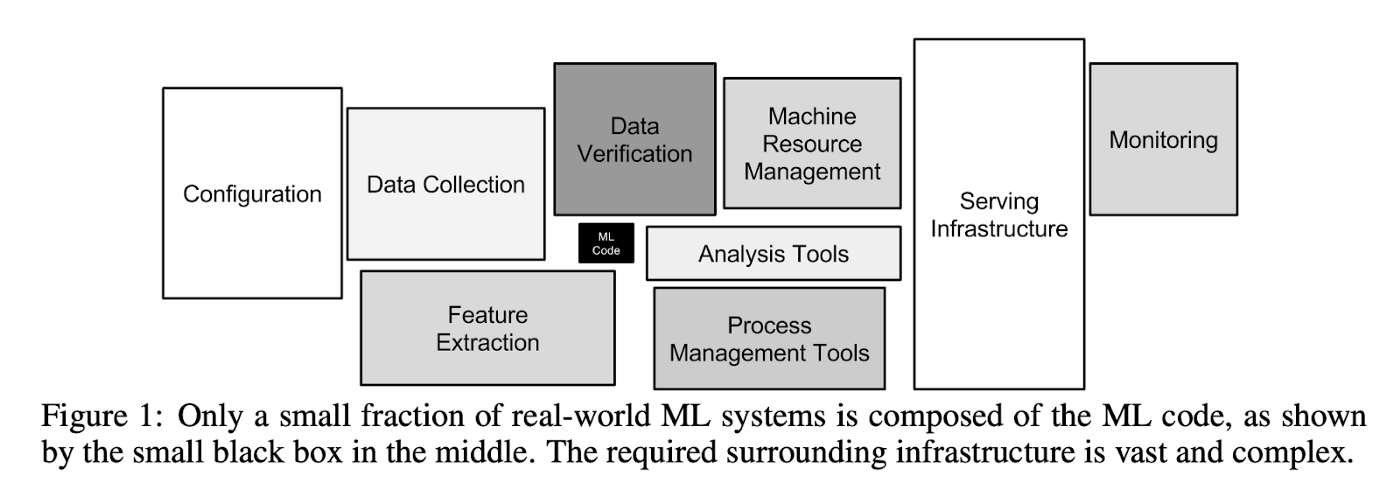 Configuration
Data Collection
Data
Verification
Machine
Resource
Management
Serving
Infrastructure
Monitoring
ML
Code
Analysis Tools
Feature
Extraction
Process
Management Tools
Figure 1: Only a small fraction of real-world ML systems is composed of the ML code, as shown
by the small black box in the middle. The required surrounding infrastructure is vast and complex.